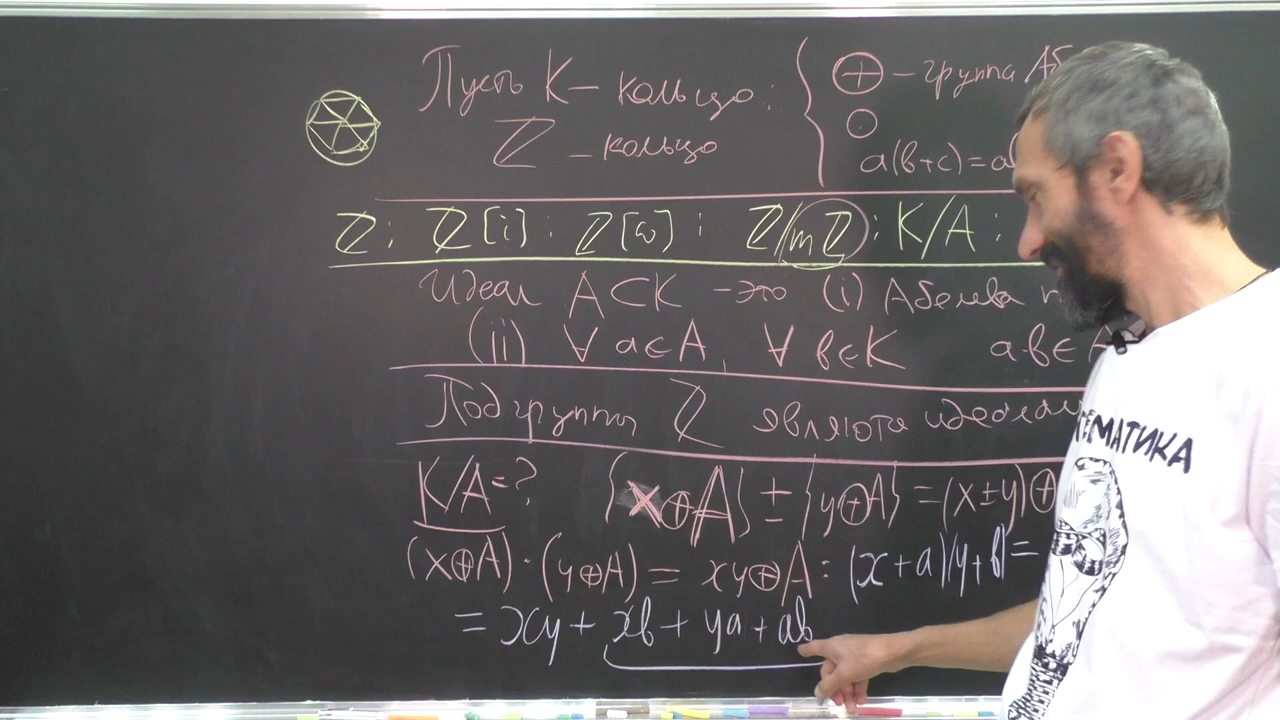 Пусть K — кольцо: { ⊕ — группа Аб
ℤ — кольцо ⊙
a(b+c)=a
ℤ; ℤ[i]; ℤ[ω]; ℤ/mℤ; K/A;
Идеал A⊂K — это (i) Абелева
(ii) ∀ a∈A, ∀ b∈K ab∈A
Подгруппы ℤ являются идеалам
K/A=? {x⊕A} ± {y⊕A} = (x±y)⊕
(x⊕A)·(y⊕A) = xy⊕A: (x+a)(y+b)=
= xy + xb + ya + ab
МАТЕМАТИКА